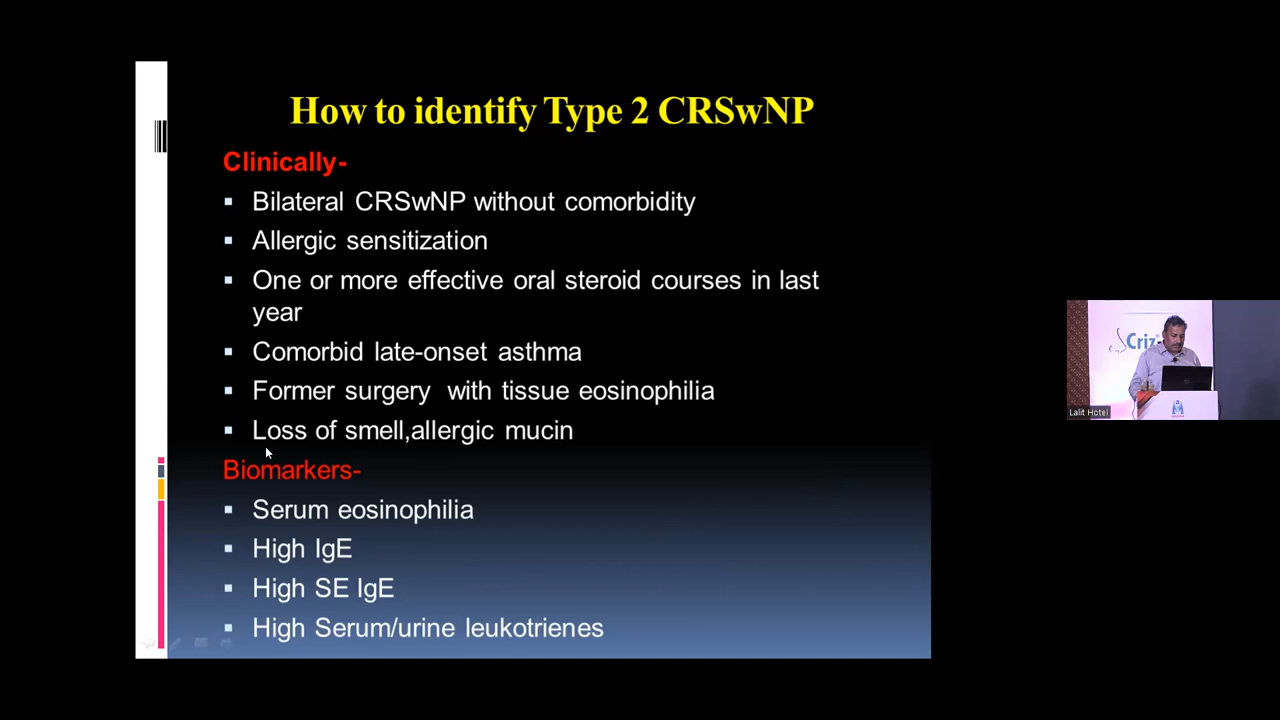 How to identify Type 2 CRSwNP
Clinically-
Bilateral CRSwNP without comorbidity
Allergic sensitization
One or more effective oral steroid courses in last
year
Comorbid late-onset asthma
Former surgery with tissue eosinophilia
Loss of smell,allergic mucin
Biomarkers-
Serum eosinophilia
High IgE
High SE IgE
High Serum/urine leukotrienes
Criz
Lalit Hotel